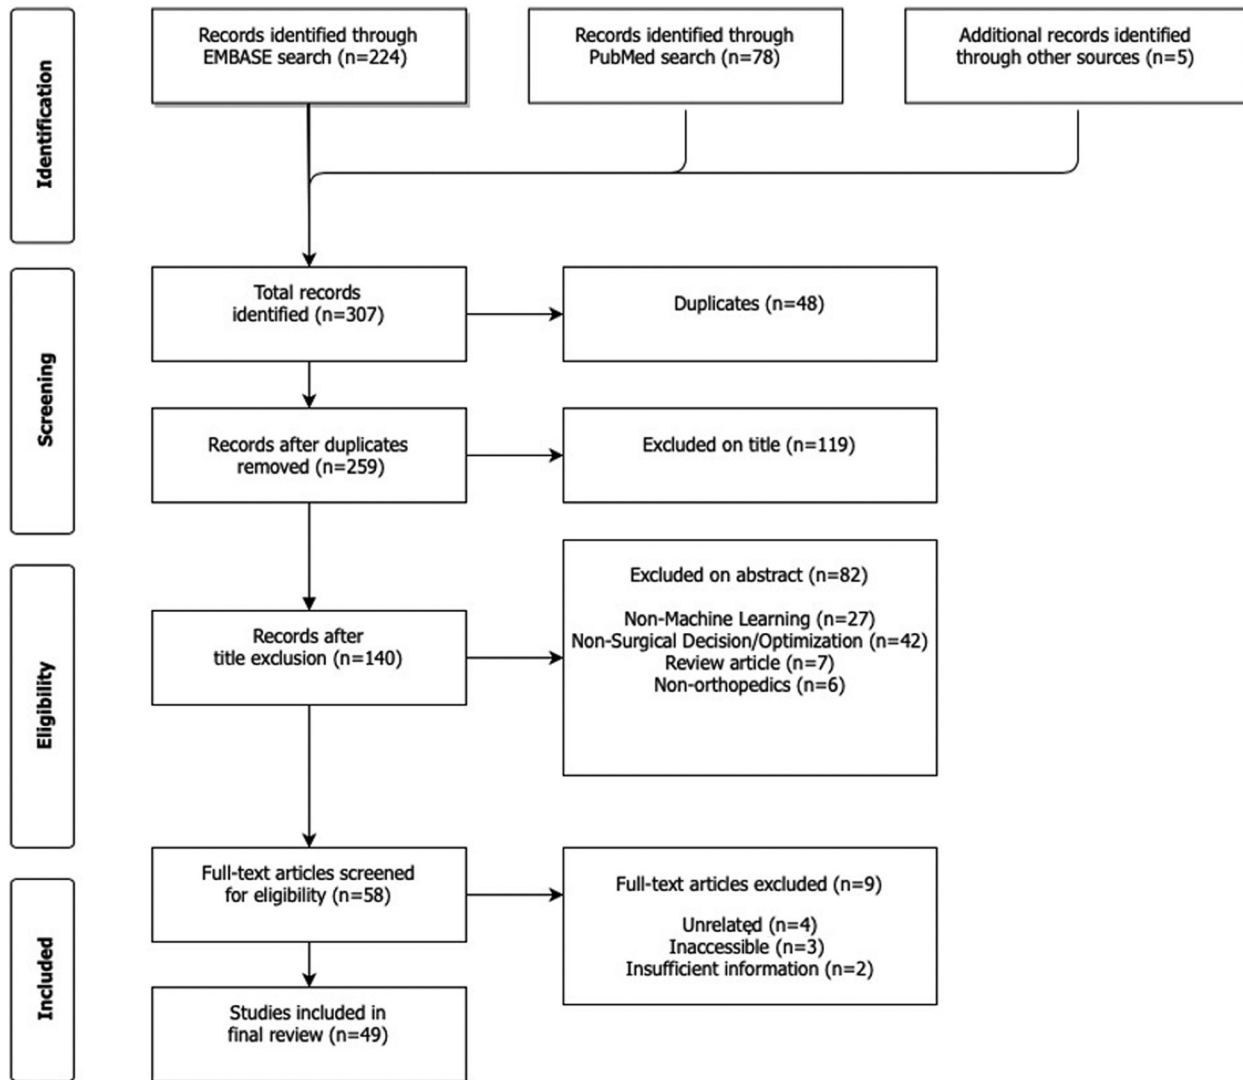 Identification
Records identified through
EMBASE search (n=224)
Records identified through
PubMed search (n=78)
Additional records identified
through other sources (n=5)
Screening
Total records
identified (n=307)
Duplicates (n=48)
Records after duplicates
removed (n=259)
Excluded on title (n=119)
Eligibility
Records after
title exclusion (n=140)
Excluded on abstract (n=82)
Non-Machine Learning (n=27)
Non-Surgical Decision/Optimization (n=42)
Review article (n=7)
Non-orthopedics (n=6)
Full-text articles screened
for eligibility (n=58)
Full-text articles excluded (n=9)
Unrelated (n=4)
Inaccessible (n=3)
Insufficient information (n=2)
Included
Studies included in
final review (n=49)